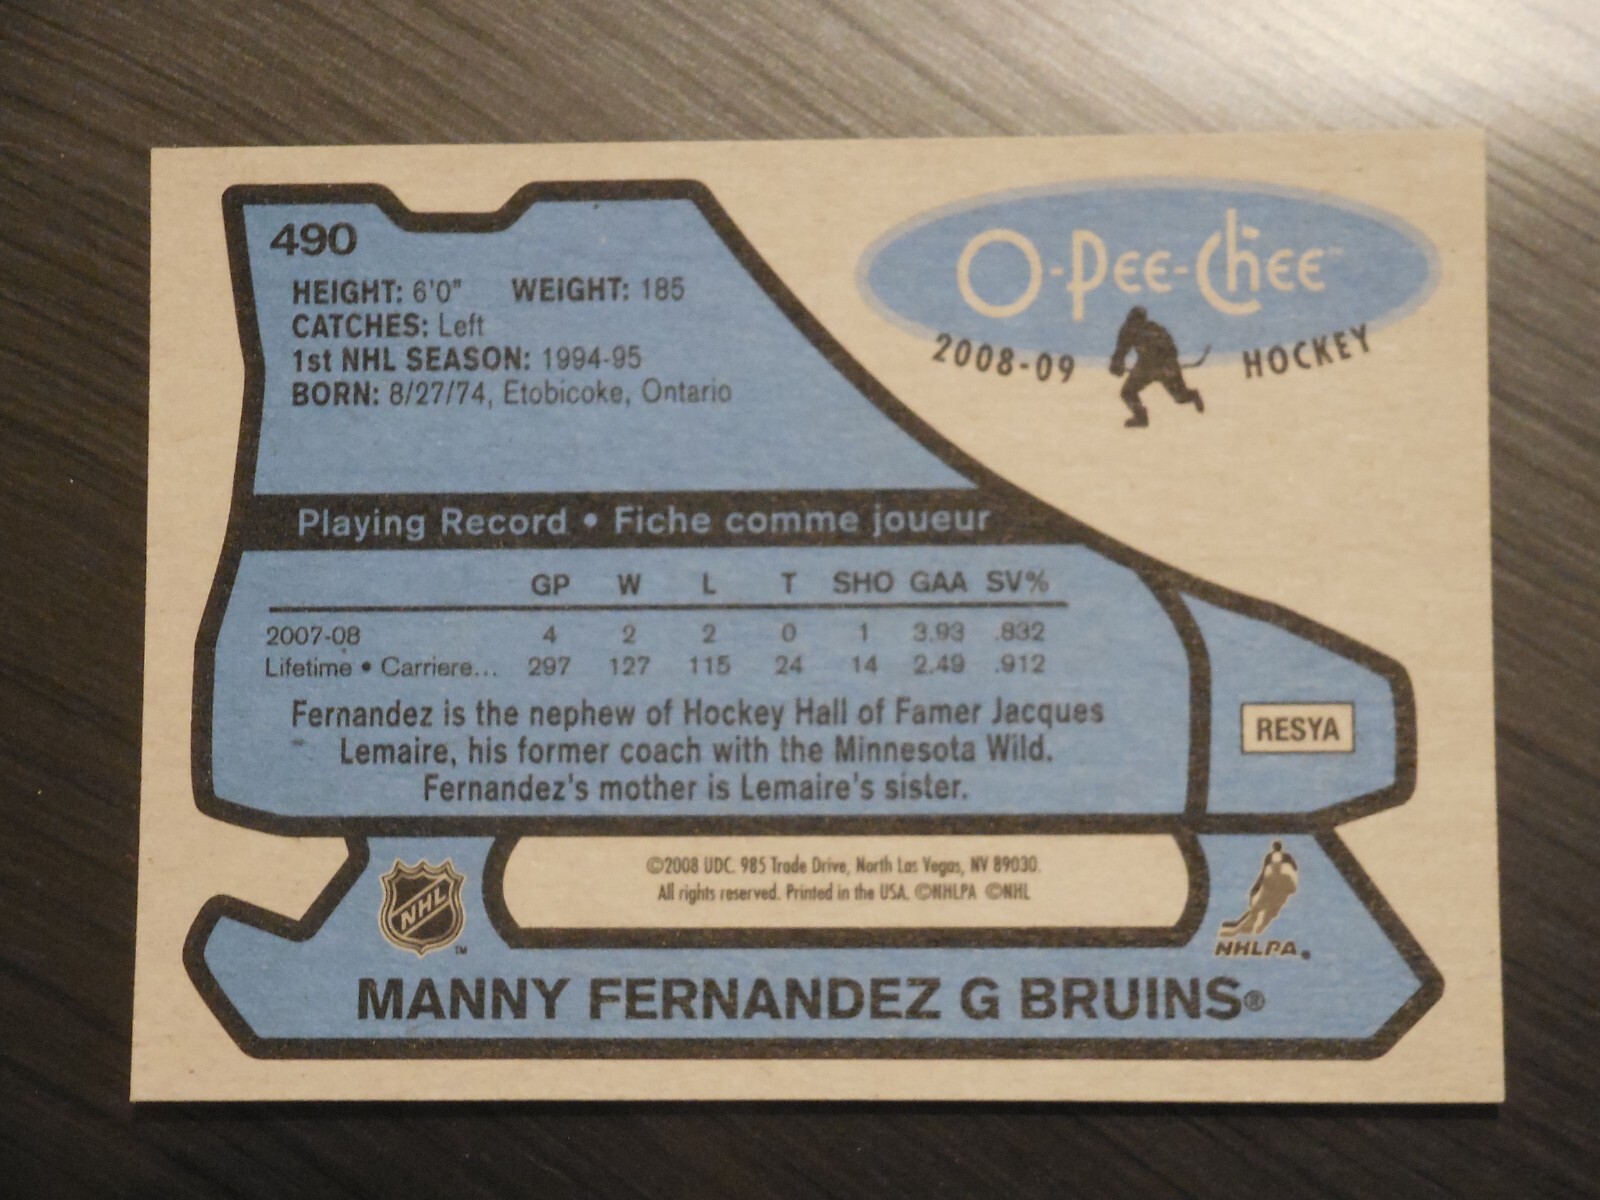 490
HEIGHT: 6'0" WEIGHT: 185
CATCHES: Left
1st NHL SEASON: 1994-95
BORN: 8/27/74, Etobicoke, Ontario
O-PEE-CHEE™
2008-09 HOCKEY
Playing Record • Fiche comme joueur
GP W L T SHO GAA SV%
2007-08 4 2 2 0 1 3.93 .832
Lifetime • Carriere... 297 127 115 24 14 2.49 .912
Fernandez is the nephew of Hockey Hall of Famer Jacques
Lemaire, his former coach with the Minnesota Wild.
Fernandez's mother is Lemaire's sister.
RESYA
©2008 UDC. 985 Trade Drive, North Las Vegas, NV 89030.
All rights reserved. Printed in the USA. ©NHLPA ©NHL
NHL™
NHLPA®
MANNY FERNANDEZ G BRUINS®